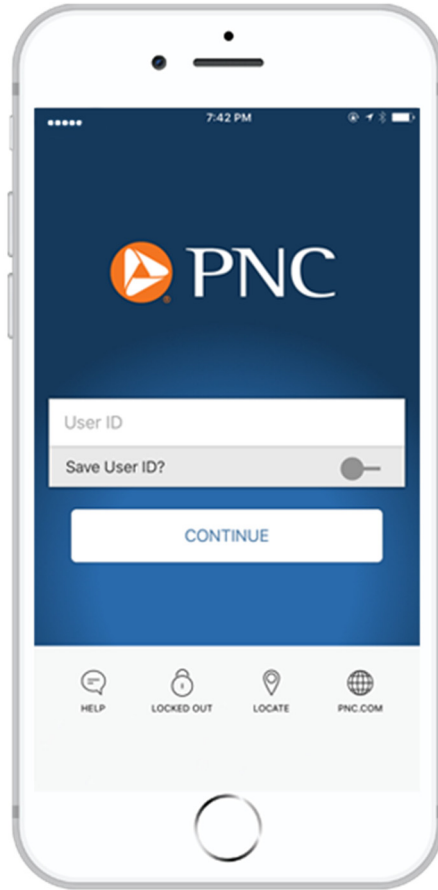 7:42 PM
PNC
User ID
Save User ID?
CONTINUE
HELP
LOCKED OUT
LOCATE
PNC.COM